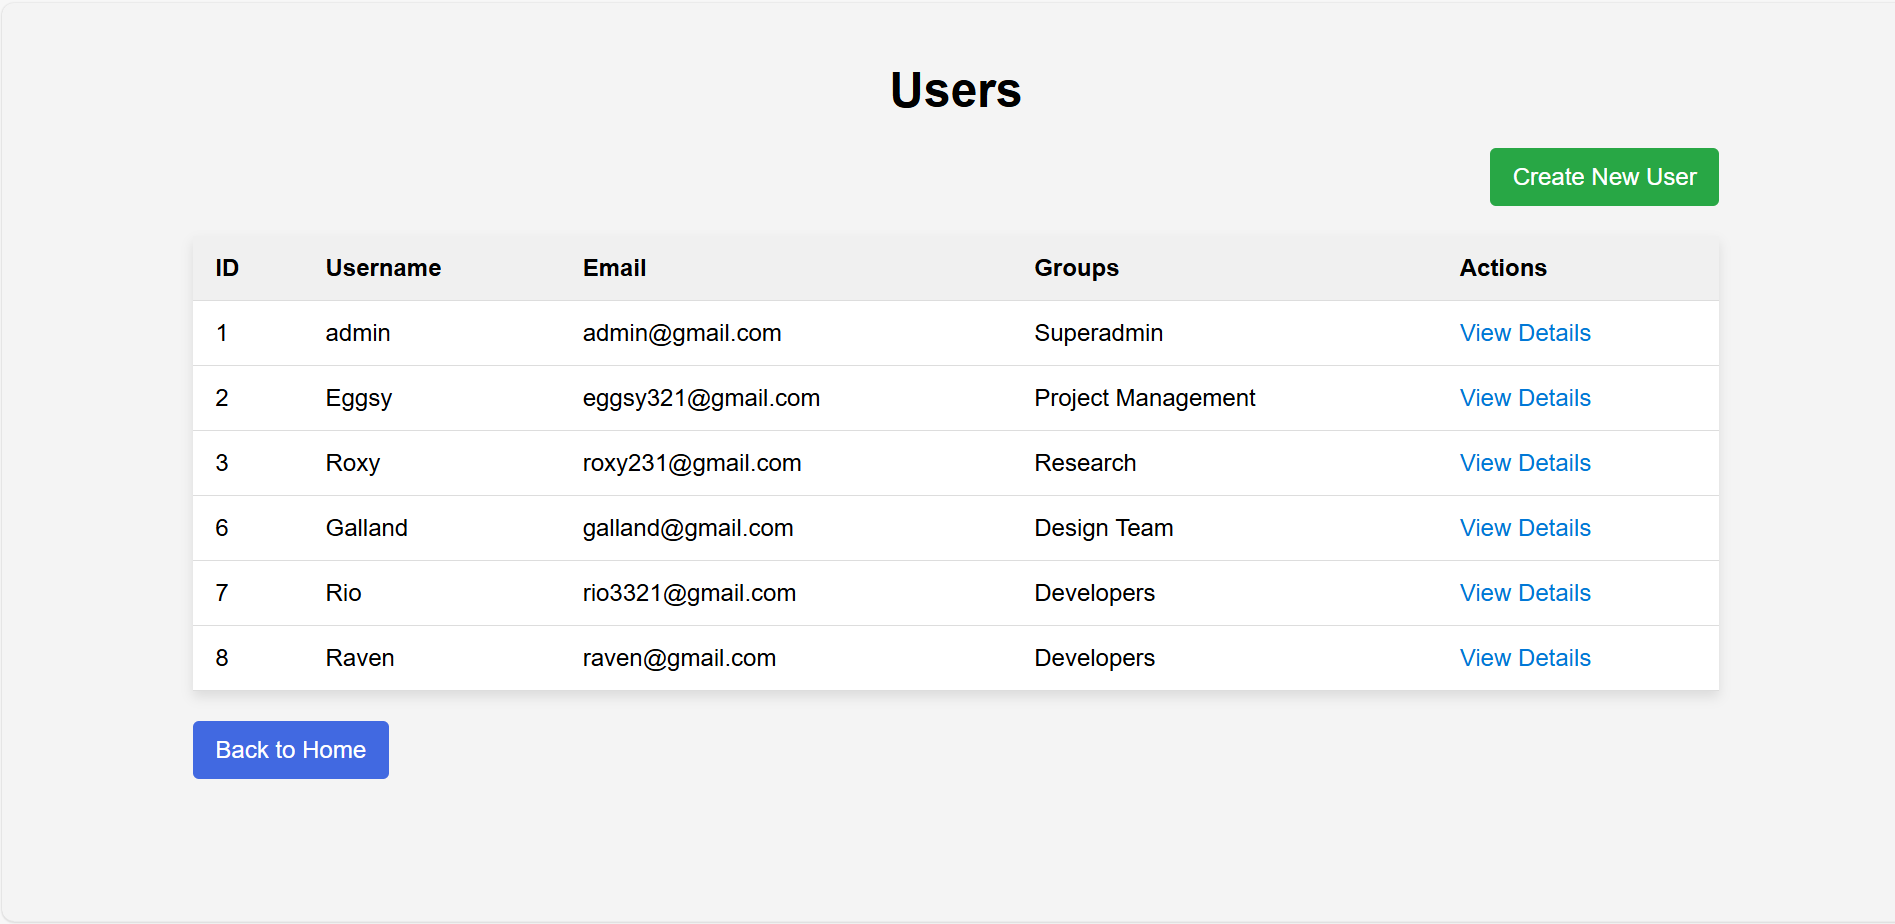 Users
Create New User
ID Username Email Groups Actions
1 admin admin@gmail.com Superadmin View Details
2 Eggsy eggsy321@gmail.com Project Management View Details
3 Roxy roxy231@gmail.com Research View Details
6 Galland galland@gmail.com Design Team View Details
7 Rio rio3321@gmail.com Developers View Details
8 Raven raven@gmail.com Developers View Details
Back to Home